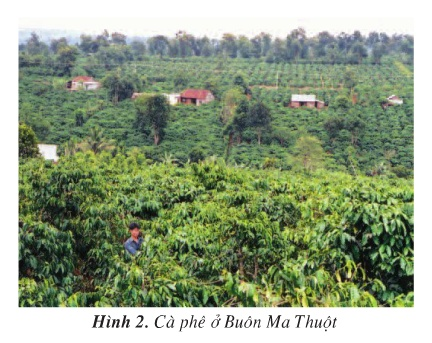 Hình 2. Cà phê ở Buôn Ma Thuột